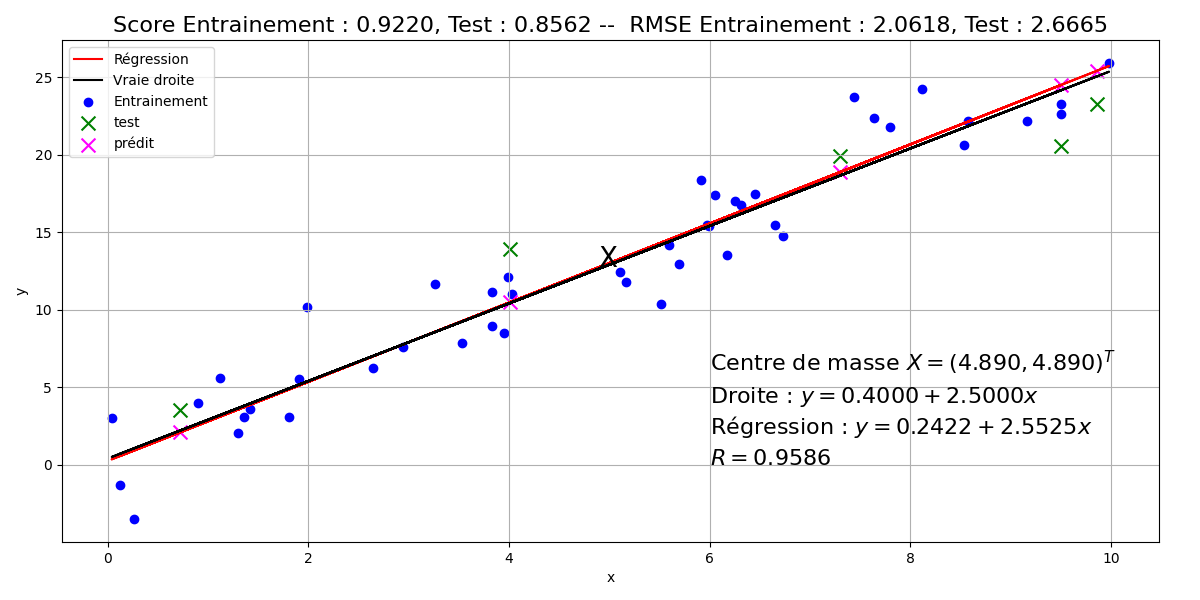 Score Entrainement : 0.9220, Test : 0.8562 --  RMSE Entrainement : 2.0618, Test : 2.6665
Régression
Vraie droite
Entrainement
test
prédit
25
20
15
10
5
0
y
X
Centre de masse X = (4.890, 4.890)^T
Droite : y = 0.4000 + 2.5000x
Régression : y = 0.2422 + 2.5525x
R = 0.9586
0 2 4 6 8 10
x